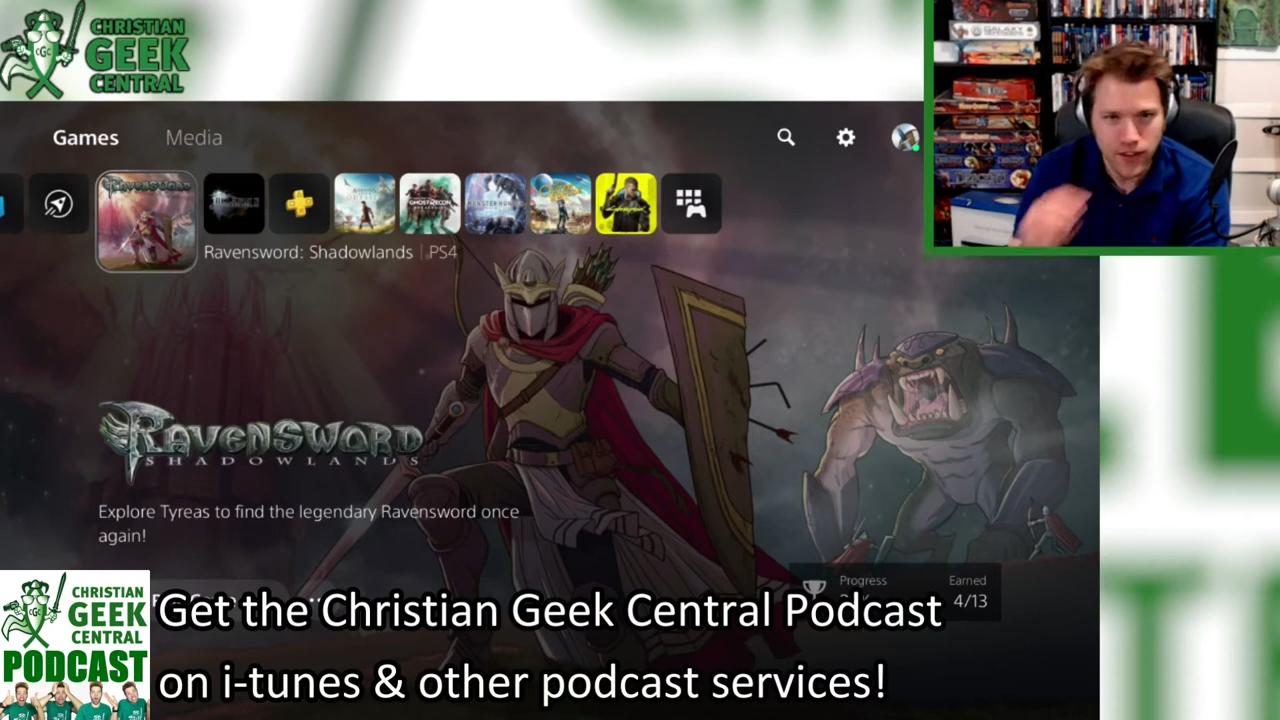 CHRISTIAN
GEEK
CENTRAL
CGC
Games Media
RAVENSWORD
Ravensword: Shadowlands | PS4
RAVENSWORD
SHADOWLANDS
Explore Tyreas to find the legendary Ravensword once
again!
Progress Earned
4/13
CHRISTIAN
GEEK
CENTRAL
PODCAST
Get the Christian Geek Central Podcast
on i-tunes & other podcast services!